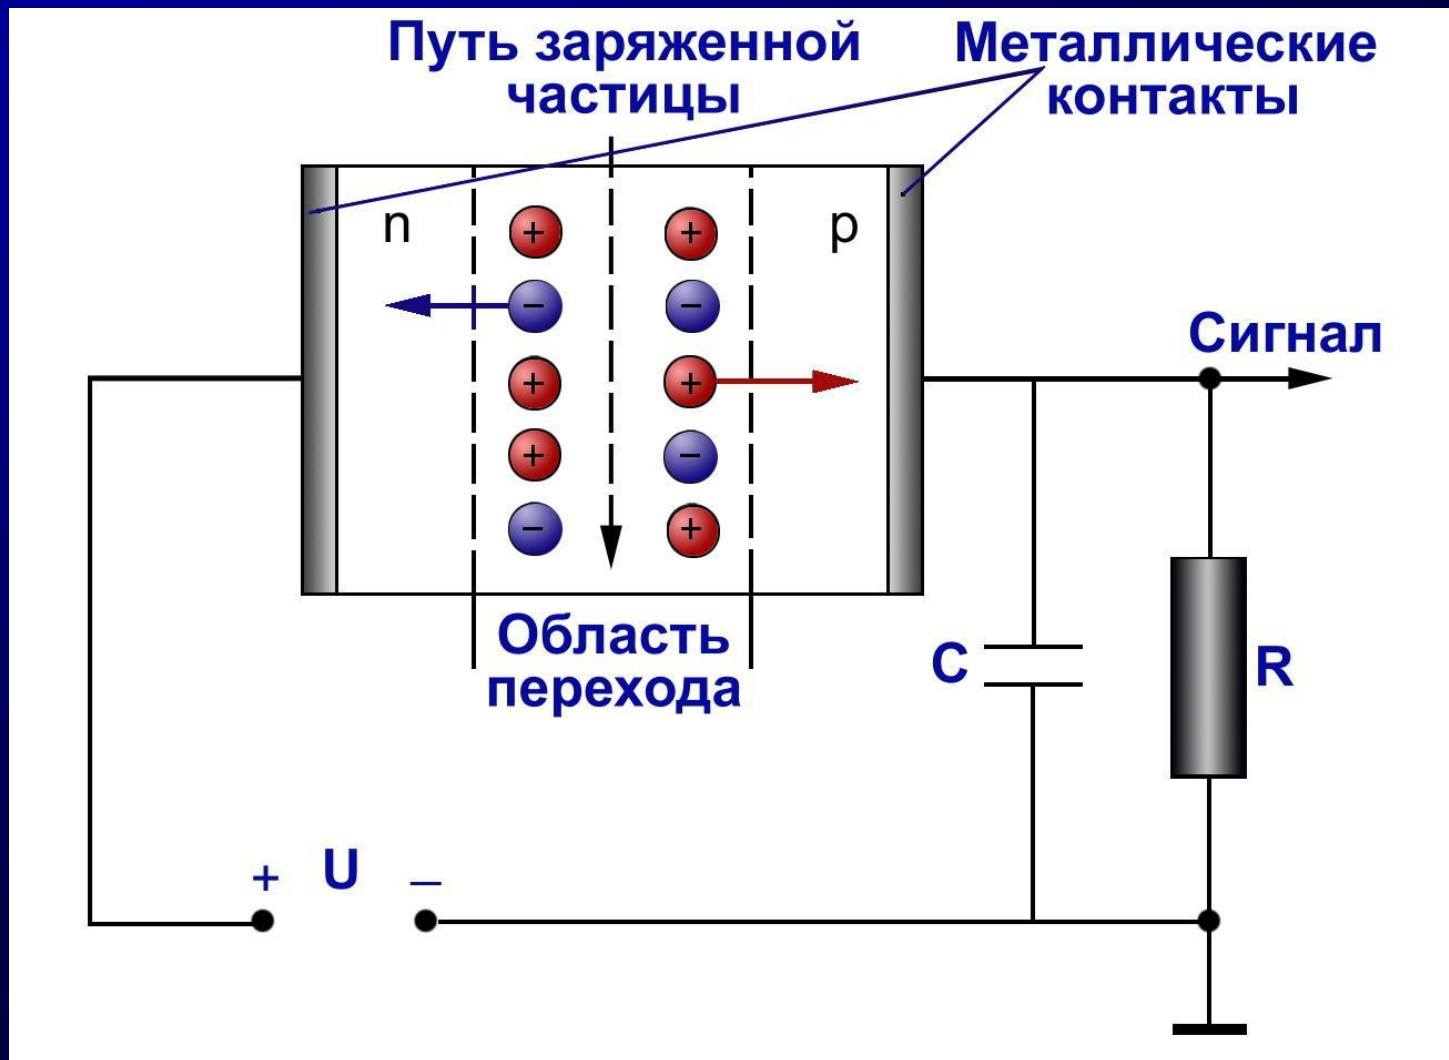 Путь заряженной
частицы
Металлические
контакты
n
p
+ +
− −
+ +
+ −
− +
Сигнал
Область
перехода
C
R
+ U −